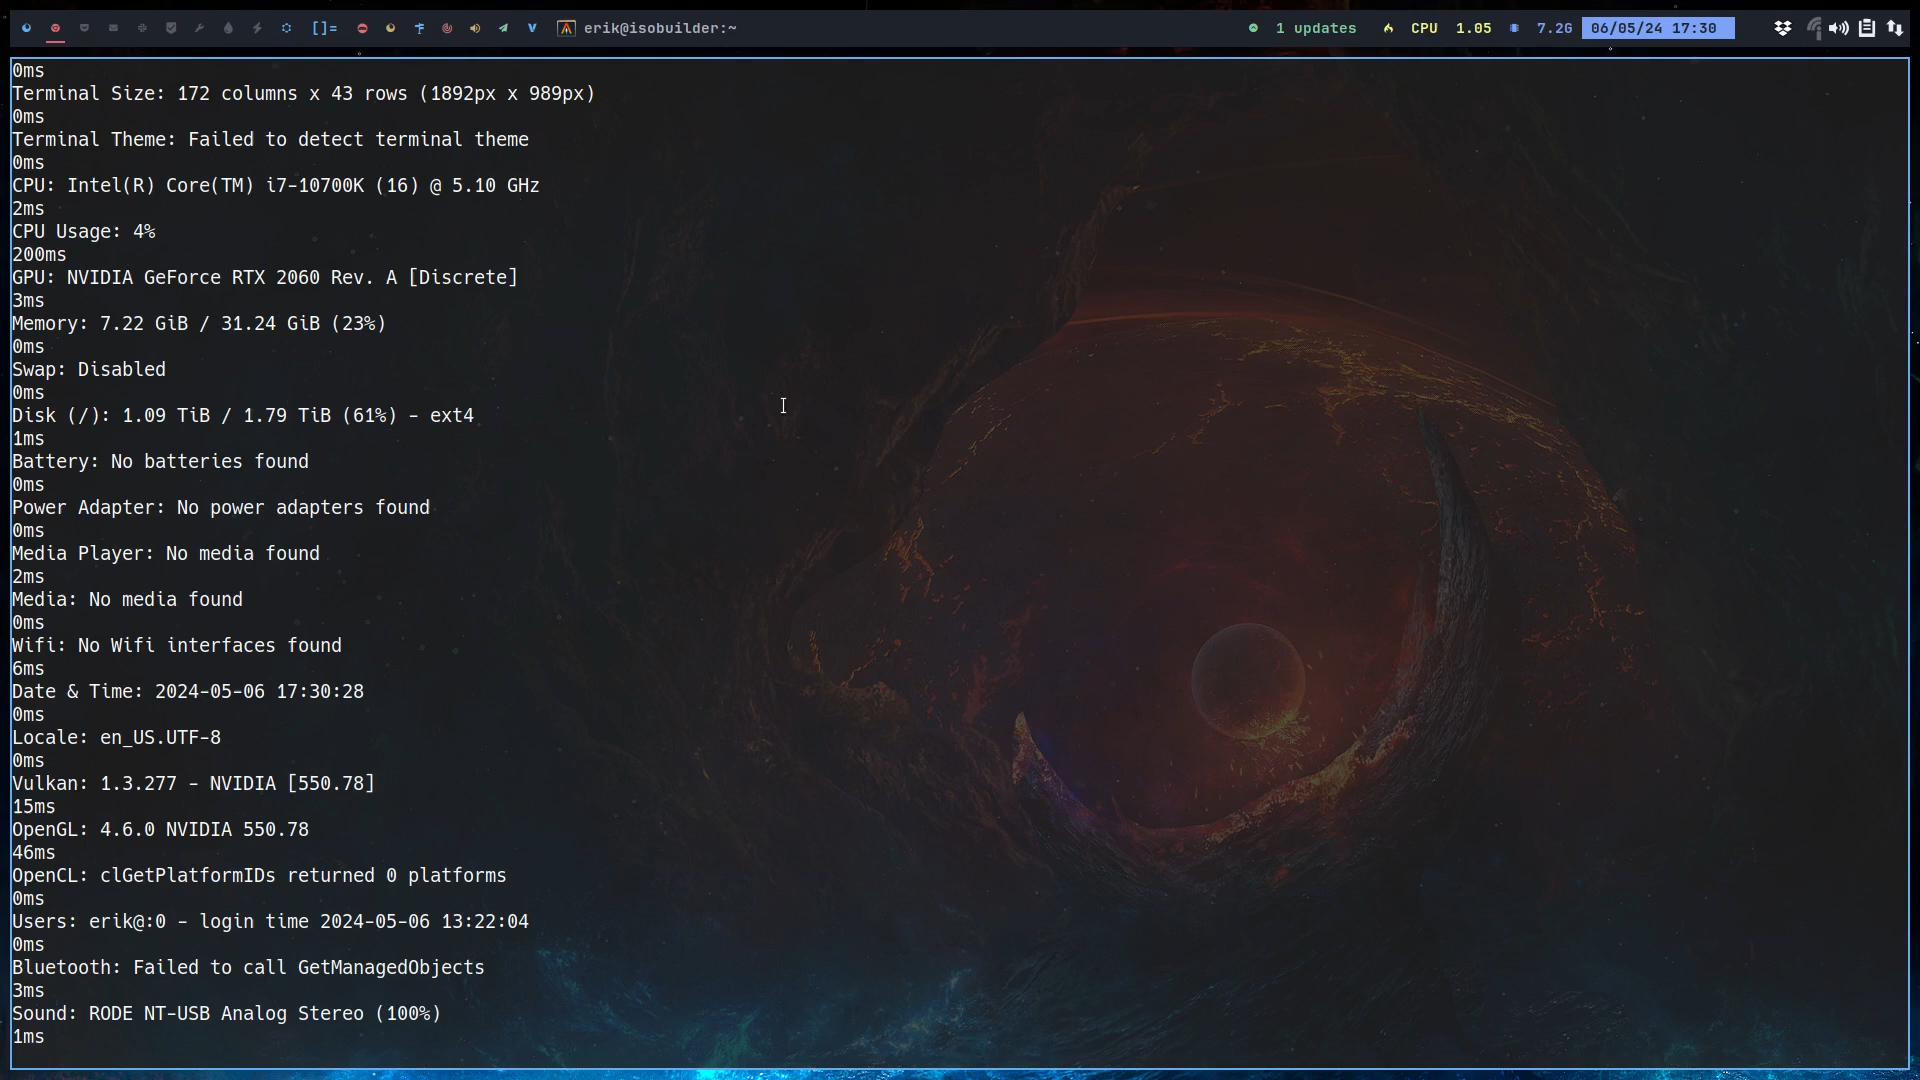 []= erik@isobuilder:~ 1 updates CPU 1.05 7.2G 06/05/24 17:30
0ms
Terminal Size: 172 columns x 43 rows (1892px x 989px)
0ms
Terminal Theme: Failed to detect terminal theme
0ms
CPU: Intel(R) Core(TM) i7-10700K (16) @ 5.10 GHz
2ms
CPU Usage: 4%
200ms
GPU: NVIDIA GeForce RTX 2060 Rev. A [Discrete]
3ms
Memory: 7.22 GiB / 31.24 GiB (23%)
0ms
Swap: Disabled
0ms
Disk (/): 1.09 TiB / 1.79 TiB (61%) - ext4
1ms
Battery: No batteries found
0ms
Power Adapter: No power adapters found
0ms
Media Player: No media found
2ms
Media: No media found
0ms
Wifi: No Wifi interfaces found
6ms
Date & Time: 2024-05-06 17:30:28
0ms
Locale: en_US.UTF-8
0ms
Vulkan: 1.3.277 - NVIDIA [550.78]
15ms
OpenGL: 4.6.0 NVIDIA 550.78
46ms
OpenCL: clGetPlatformIDs returned 0 platforms
0ms
Users: erik@:0 - login time 2024-05-06 13:22:04
0ms
Bluetooth: Failed to call GetManagedObjects
3ms
Sound: RODE NT-USB Analog Stereo (100%)
1ms